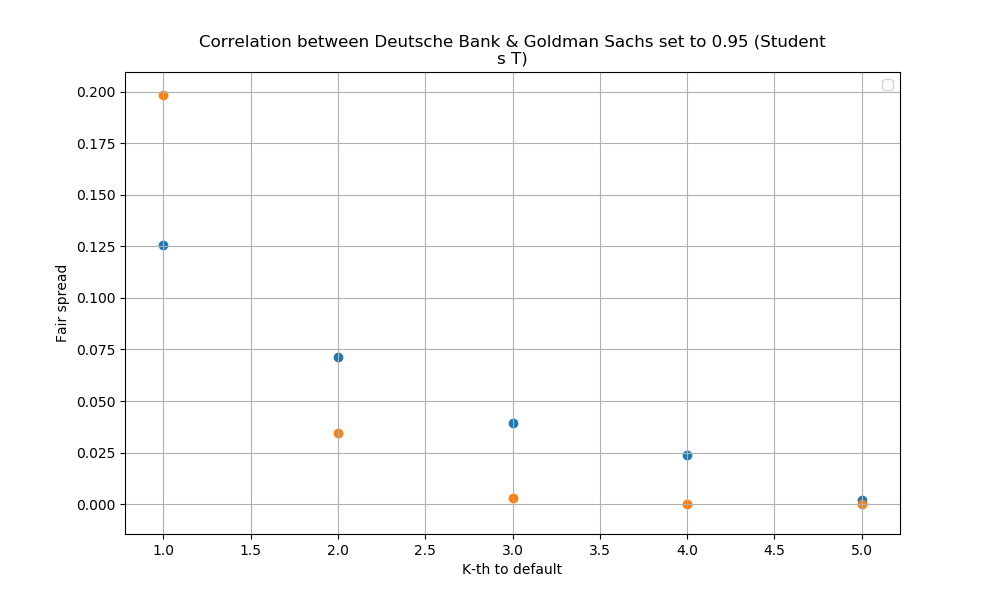 Correlation between Deutsche Bank & Goldman Sachs set to 0.95 (Student
s T)
0.200
0.175
0.150
0.125
0.100
0.075
0.050
0.025
0.000
Fair spread
1.0 1.5 2.0 2.5 3.0 3.5 4.0 4.5 5.0
K-th to default